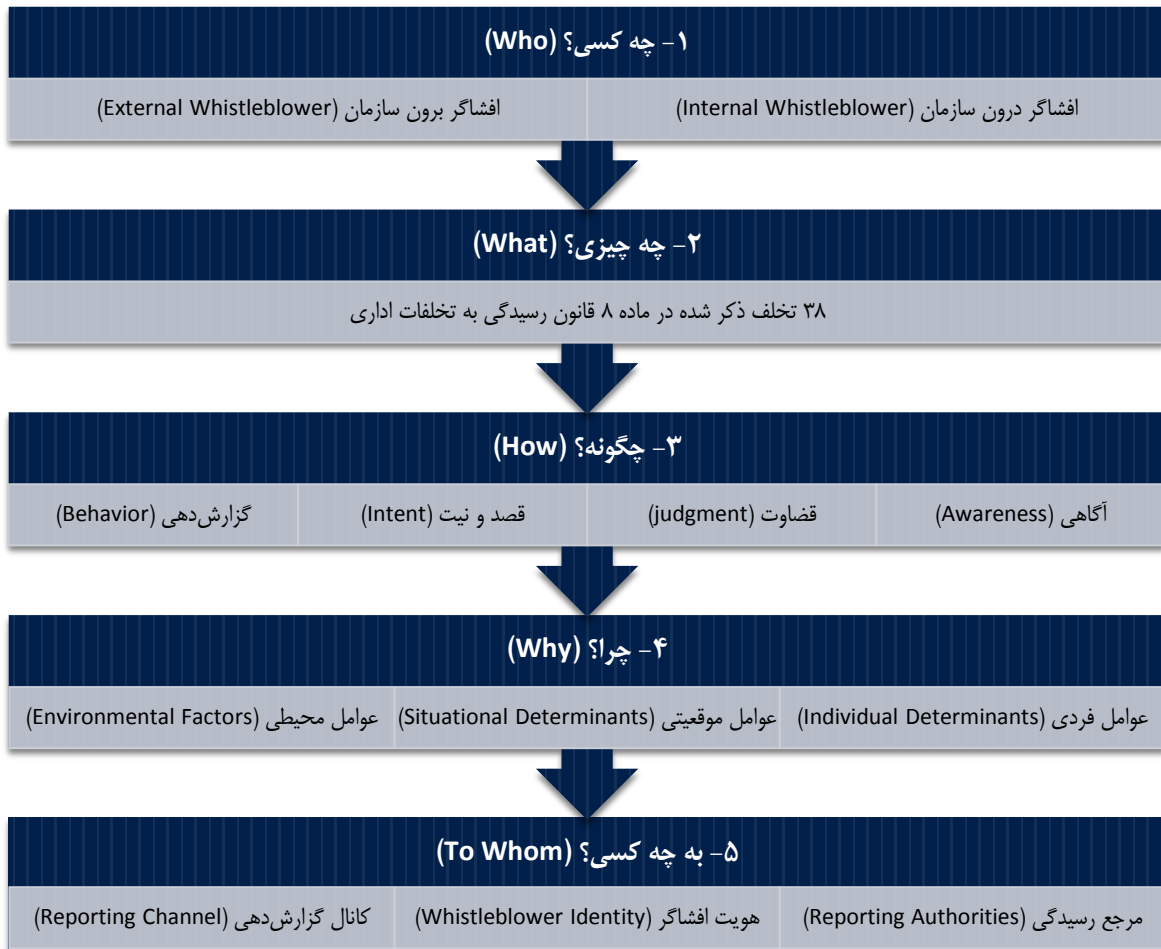 ۱- چه کسی؟ (Who)
افشاگر درون سازمان (Internal Whistleblower)
افشاگر برون سازمان (External Whistleblower)
۲- چه چیزی؟ (What)
۳۸ تخلف ذکر شده در ماده ۸ قانون رسیدگی به تخلفات اداری
۳- چگونه؟ (How)
آگاهی (Awareness)
قضاوت (judgment)
قصد و نیت (Intent)
گزارش‌دهی (Behavior)
۴- چرا؟ (Why)
عوامل فردی (Individual Determinants)
عوامل موقعیتی (Situational Determinants)
عوامل محیطی (Environmental Factors)
۵- به چه کسی؟ (To Whom)
مرجع رسیدگی (Reporting Authorities)
هویت افشاگر (Whistleblower Identity)
کانال گزارش‌دهی (Reporting Channel)